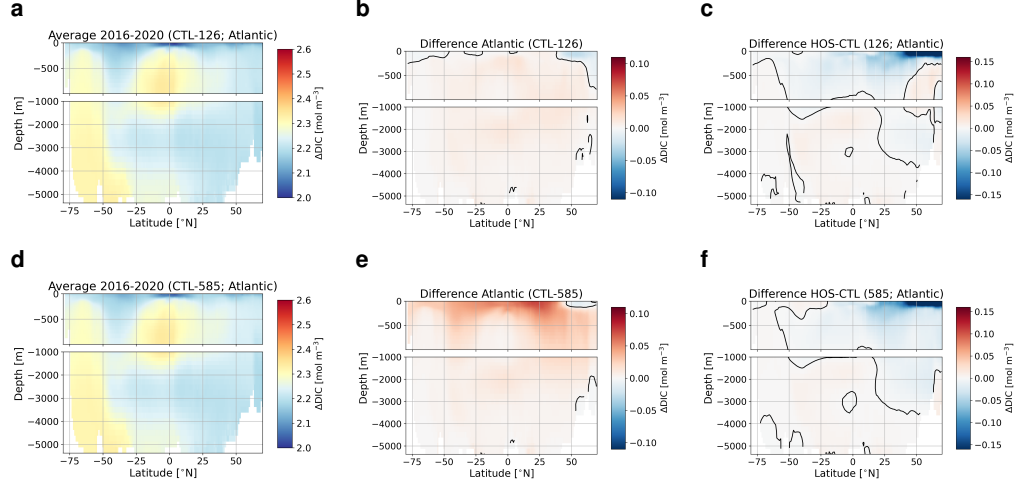 a
Average 2016-2020 (CTL-126; Atlantic)
0
−500
−1000
−2000
−3000
−4000
−5000
Depth [m]
−75 −50 −25 0 25 50
Latitude [°N]
2.6
2.5
2.4
2.3
2.2
2.1
2.0
ΔDIC [mol m⁻³]
b
Difference Atlantic (CTL-126)
0
−500
−1000
−2000
−3000
−4000
−5000
Depth [m]
−75 −50 −25 0 25 50
Latitude [°N]
0.10
0.05
0.00
−0.05
−0.10
ΔDIC [mol m⁻³]
c
Difference HOS-CTL (126; Atlantic)
0
−500
−1000
−2000
−3000
−4000
−5000
Depth [m]
−75 −50 −25 0 25 50
Latitude [°N]
0.15
0.10
0.05
0.00
−0.05
−0.10
−0.15
ΔDIC [mol m⁻³]
d
Average 2016-2020 (CTL-585; Atlantic)
0
−500
−1000
−2000
−3000
−4000
−5000
Depth [m]
−75 −50 −25 0 25 50
Latitude [°N]
2.6
2.5
2.4
2.3
2.2
2.1
2.0
ΔDIC [mol m⁻³]
e
Difference Atlantic (CTL-585)
0
−500
−1000
−2000
−3000
−4000
−5000
Depth [m]
−75 −50 −25 0 25 50
Latitude [°N]
0.10
0.05
0.00
−0.05
−0.10
ΔDIC [mol m⁻³]
f
Difference HOS-CTL (585; Atlantic)
0
−500
−1000
−2000
−3000
−4000
−5000
Depth [m]
−75 −50 −25 0 25 50
Latitude [°N]
0.15
0.10
0.05
0.00
−0.05
−0.10
−0.15
ΔDIC [mol m⁻³]